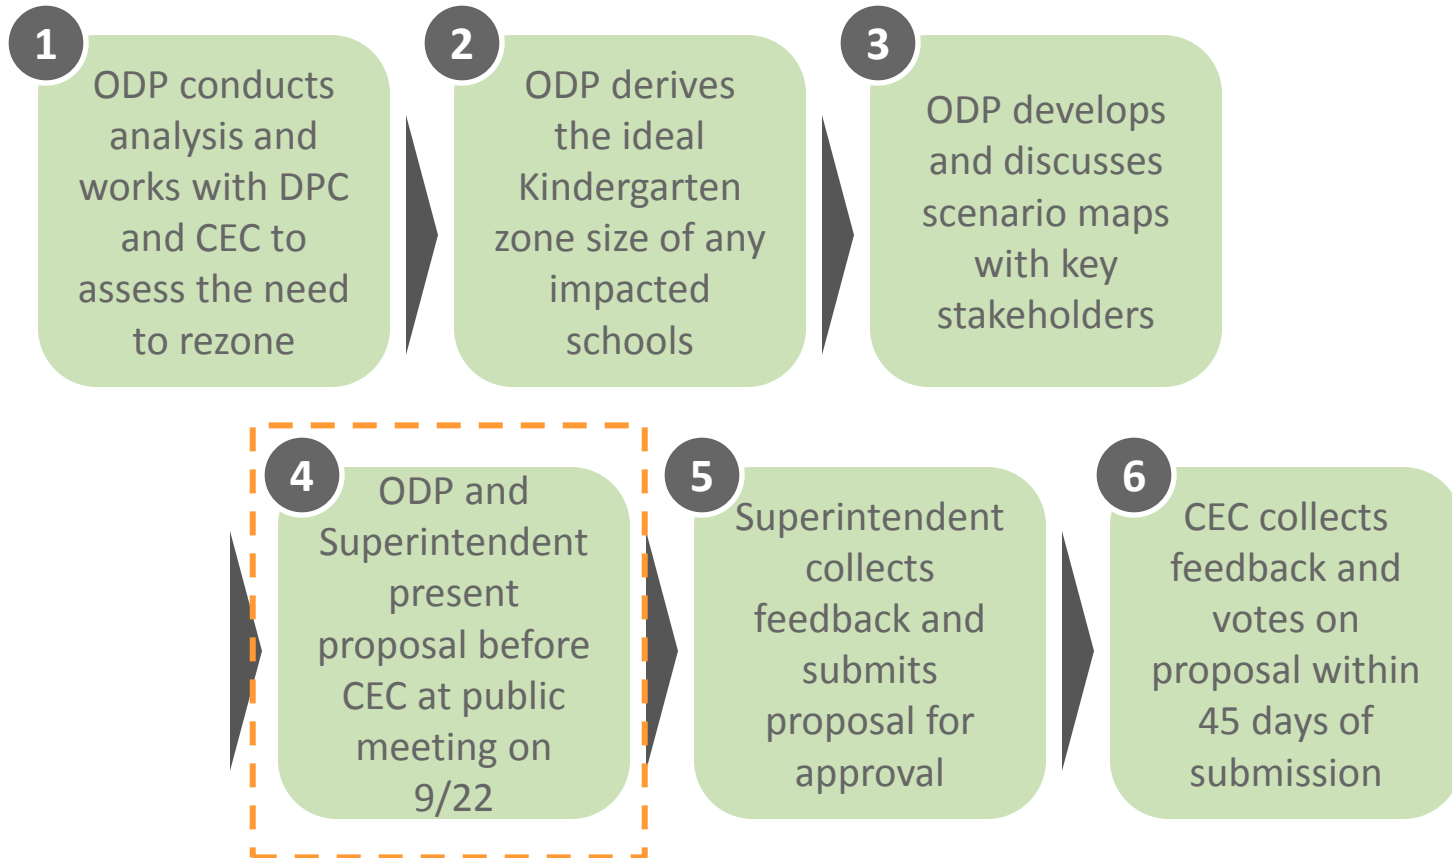 1
ODP conducts
analysis and
works with DPC
and CEC to
assess the need
to rezone
2
ODP derives
the ideal
Kindergarten
zone size of any
impacted
schools
3
ODP develops
and discusses
scenario maps
with key
stakeholders
4
ODP and
Superintendent
present
proposal before
CEC at public
meeting on
9/22
5
Superintendent
collects
feedback and
submits
proposal for
approval
6
CEC collects
feedback and
votes on
proposal within
45 days of
submission